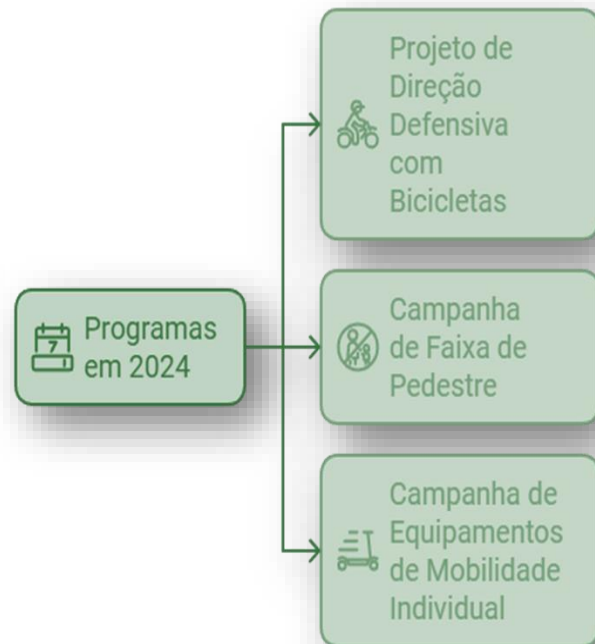 Programas
em 2024
Projeto de
Direção
Defensiva
com
Bicicletas
Campanha
de Faixa de
Pedestre
Campanha de
Equipamentos
de Mobilidade
Individual
7